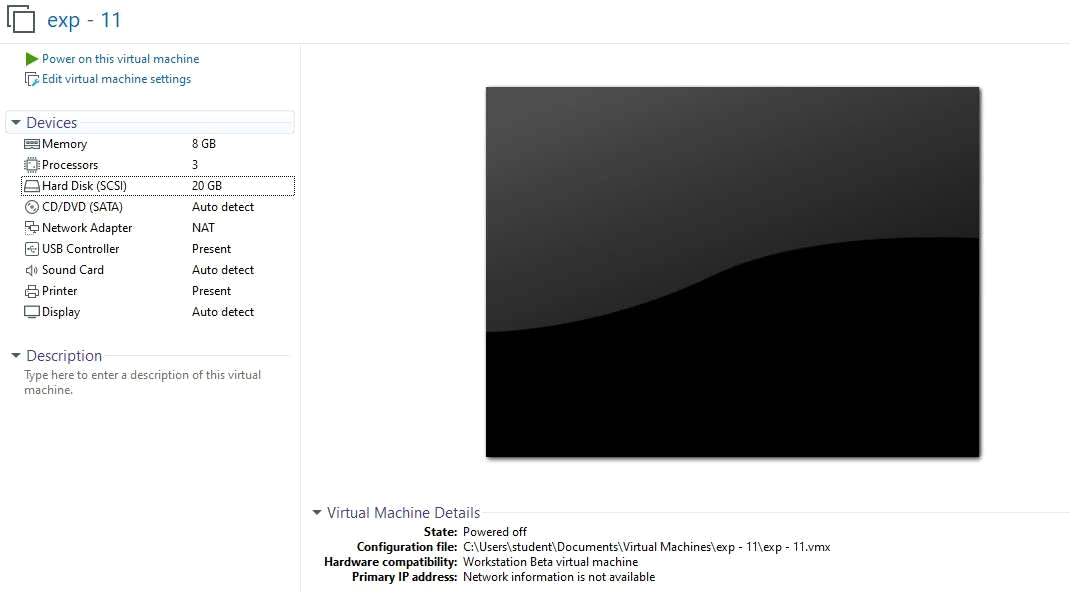 exp - 11
Power on this virtual machine
Edit virtual machine settings
Devices
Memory 8 GB
Processors 3
Hard Disk (SCSI) 20 GB
CD/DVD (SATA) Auto detect
Network Adapter NAT
USB Controller Present
Sound Card Auto detect
Printer Present
Display Auto detect
Description
Type here to enter a description of this virtual
machine.
Virtual Machine Details
State: Powered off
Configuration file: C:\Users\student\Documents\Virtual Machines\exp - 11\exp - 11.vmx
Hardware compatibility: Workstation Beta virtual machine
Primary IP address: Network information is not available